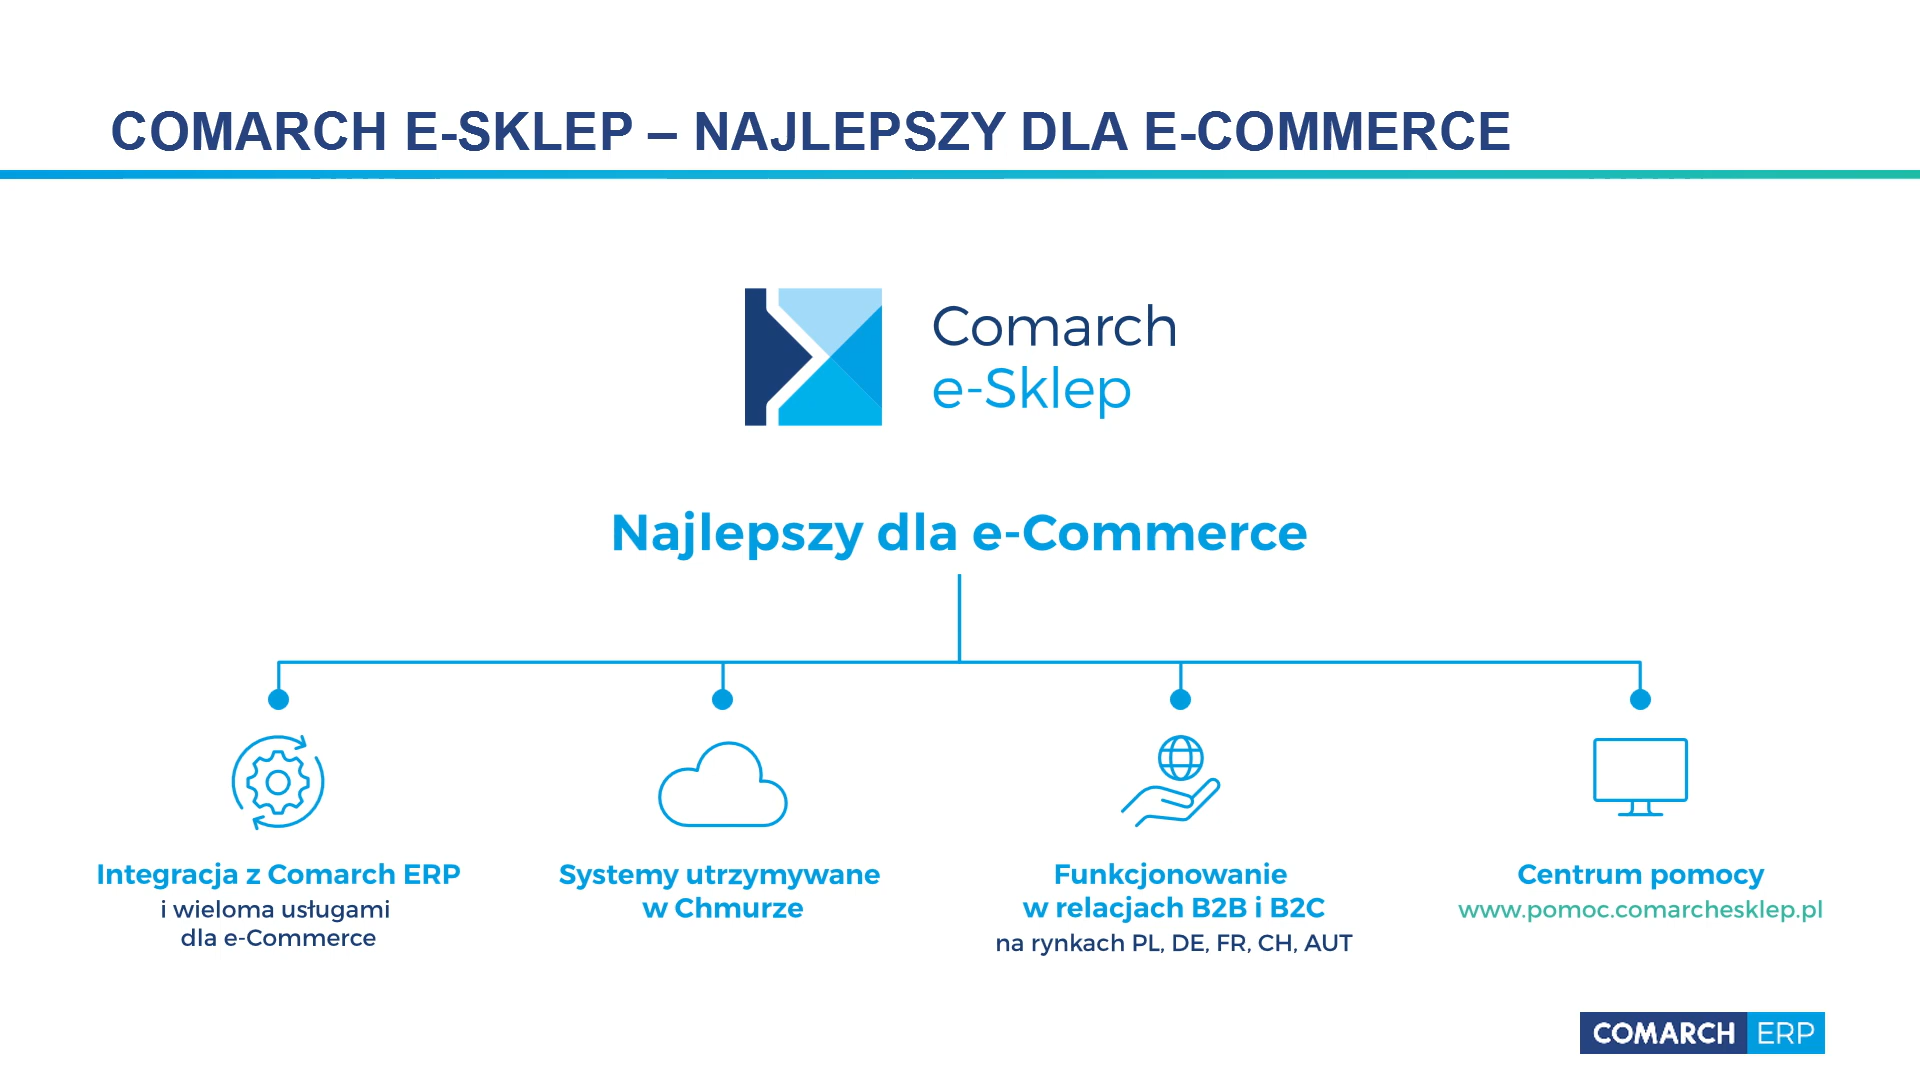 COMARCH E-SKLEP – NAJLEPSZY DLA E-COMMERCE
Comarch
e-Sklep
Najlepszy dla e-Commerce
Integracja z Comarch ERP
i wieloma usługami
dla e-Commerce
Systemy utrzymywane
w Chmurze
Funkcjonowanie
w relacjach B2B i B2C
na rynkach PL, DE, FR, CH, AUT
Centrum pomocy
www.pomoc.comarchesklep.pl
COMARCH ERP